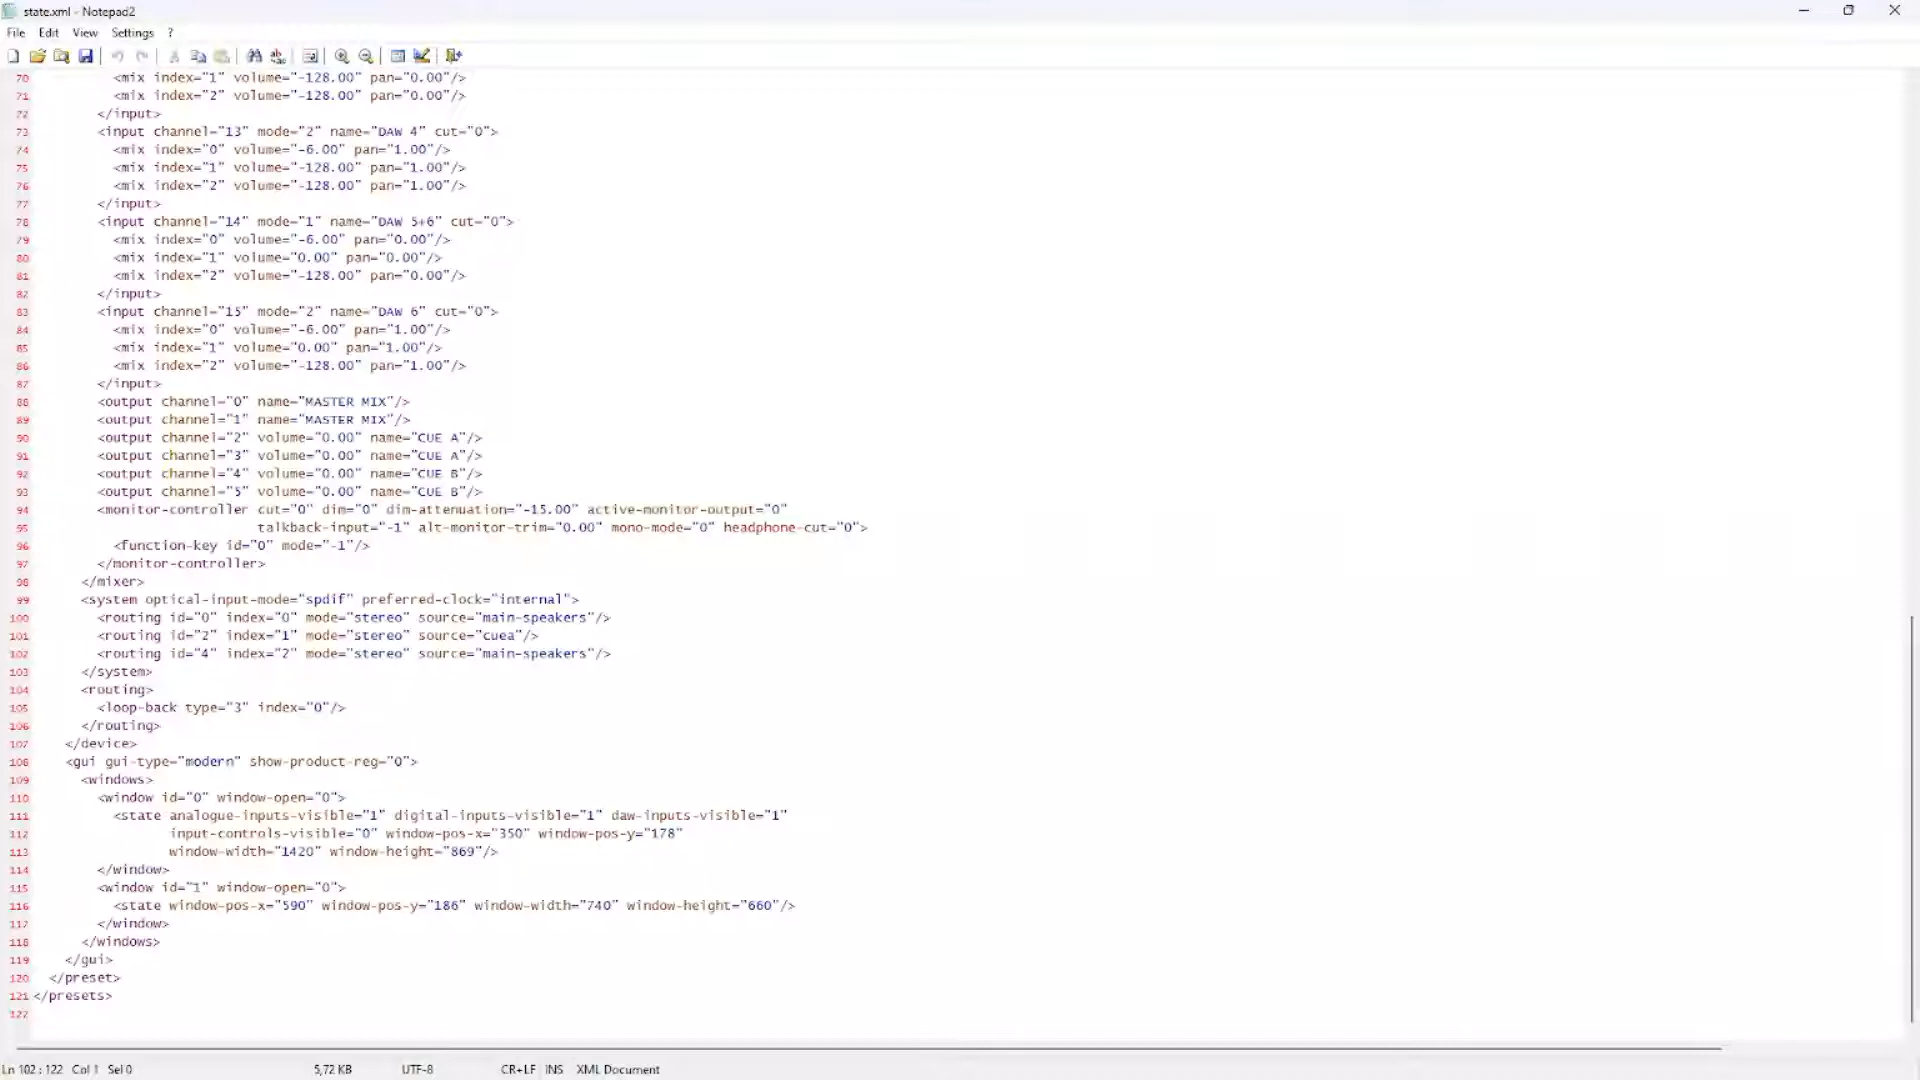 state.xml - Notepad2
File Edit View Settings ?
70 <mix index="1" volume="-128.00" pan="0.00"/>
71 <mix index="2" volume="-128.00" pan="0.00"/>
72 </input>
73 <input channel="13" mode="2" name="DAW 4" cut="0">
74 <mix index="0" volume="-6.00" pan="1.00"/>
75 <mix index="1" volume="-128.00" pan="1.00"/>
76 <mix index="2" volume="-128.00" pan="1.00"/>
77 </input>
78 <input channel="14" mode="1" name="DAW 5+6" cut="0">
79 <mix index="0" volume="-6.00" pan="0.00"/>
80 <mix index="1" volume="0.00" pan="0.00"/>
81 <mix index="2" volume="-128.00" pan="0.00"/>
82 </input>
83 <input channel="15" mode="2" name="DAW 6" cut="0">
84 <mix index="0" volume="-6.00" pan="1.00"/>
85 <mix index="1" volume="0.00" pan="1.00"/>
86 <mix index="2" volume="-128.00" pan="1.00"/>
87 </input>
88 <output channel="0" name="MASTER MIX"/>
89 <output channel="1" name="MASTER MIX"/>
90 <output channel="2" volume="0.00" name="CUE A"/>
91 <output channel="3" volume="0.00" name="CUE A"/>
92 <output channel="4" volume="0.00" name="CUE B"/>
93 <output channel="5" volume="0.00" name="CUE B"/>
94 <monitor-controller cut="0" dim="0" dim-attenuation="-15.00" active-monitor-output="0"
95 talkback-input="-1" alt-monitor-trim="0.00" mono-mode="0" headphone-cut="0">
96 <function-key id="0" mode="-1"/>
97 </monitor-controller>
98 </mixer>
99 <system optical-input-mode="spdif" preferred-clock="internal">
100 <routing id="0" index="0" mode="stereo" source="main-speakers"/>
101 <routing id="2" index="1" mode="stereo" source="cuea"/>
102 <routing id="4" index="2" mode="stereo" source="main-speakers"/>
103 </system>
104 <routing>
105 <loop-back type="3" index="0"/>
106 </routing>
107 </device>
108 <gui gui-type="modern" show-product-reg="0">
109 <windows>
110 <window id="0" window-open="0">
111 <state analogue-inputs-visible="1" digital-inputs-visible="1" daw-inputs-visible="1"
112 input-controls-visible="0" window-pos-x="350" window-pos-y="178"
113 window-width="1420" window-height="869"/>
114 </window>
115 <window id="1" window-open="0">
116 <state window-pos-x="590" window-pos-y="186" window-width="740" window-height="660"/>
117 </window>
118 </windows>
119 </gui>
120 </preset>
121 </presets>
122
Ln 102 : 122 Col 1 Sel 0 5,72 KB UTF-8 CR+LF INS XML Document